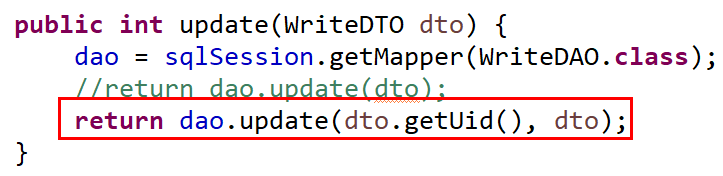 public int update(WriteDTO dto) {
    dao = sqlSession.getMapper(WriteDAO.class);
    //return dao.update(dto);
    return dao.update(dto.getUid(), dto);
}